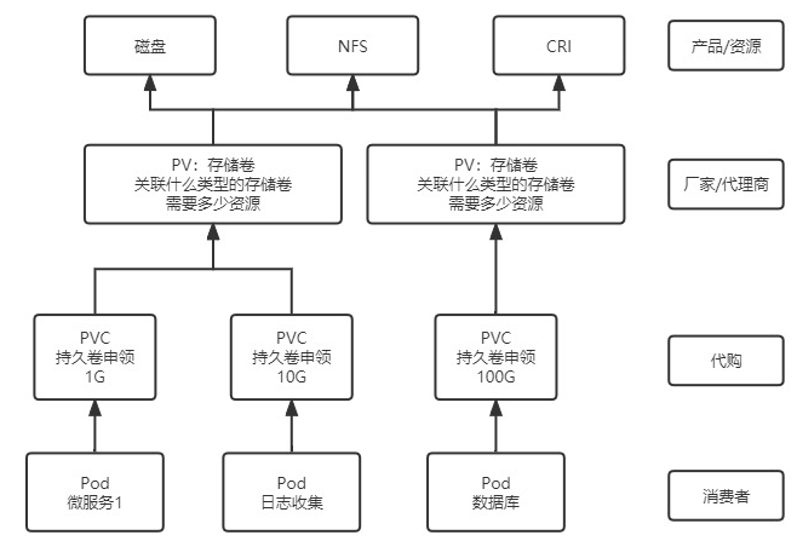 磁盘
NFS
CRI
产品/资源
PV：存储卷
关联什么类型的存储卷
需要多少资源
PV：存储卷
关联什么类型的存储卷
需要多少资源
厂家/代理商
PVC
持久卷申领
1G
PVC
持久卷申领
10G
PVC
持久卷申领
100G
代购
Pod
微服务1
Pod
日志收集
Pod
数据库
消费者